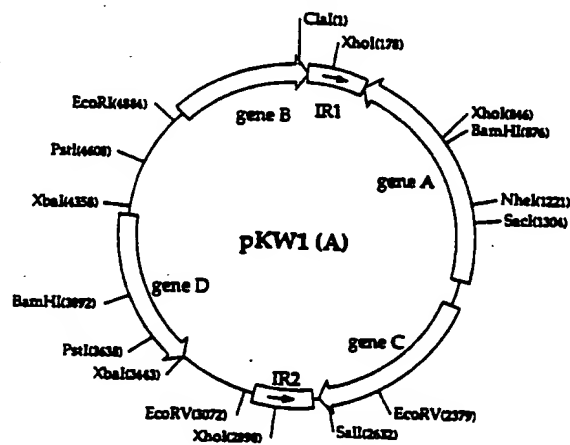 ClaI(1)
XhoI(178)
EcoRI(4884)
gene B
IR1
XhoI(846)
BamHI(876)
PstI(4608)
gene A
XbaI(4358)
NheI(1221)
SacI(1304)
pKW1 (A)
BamHI(3892)
gene D
PstI(3638)
gene C
XbaI(3443)
IR2
EcoRV(3072)
EcoRV(2379)
XhoI(2898)
SalI(2632)